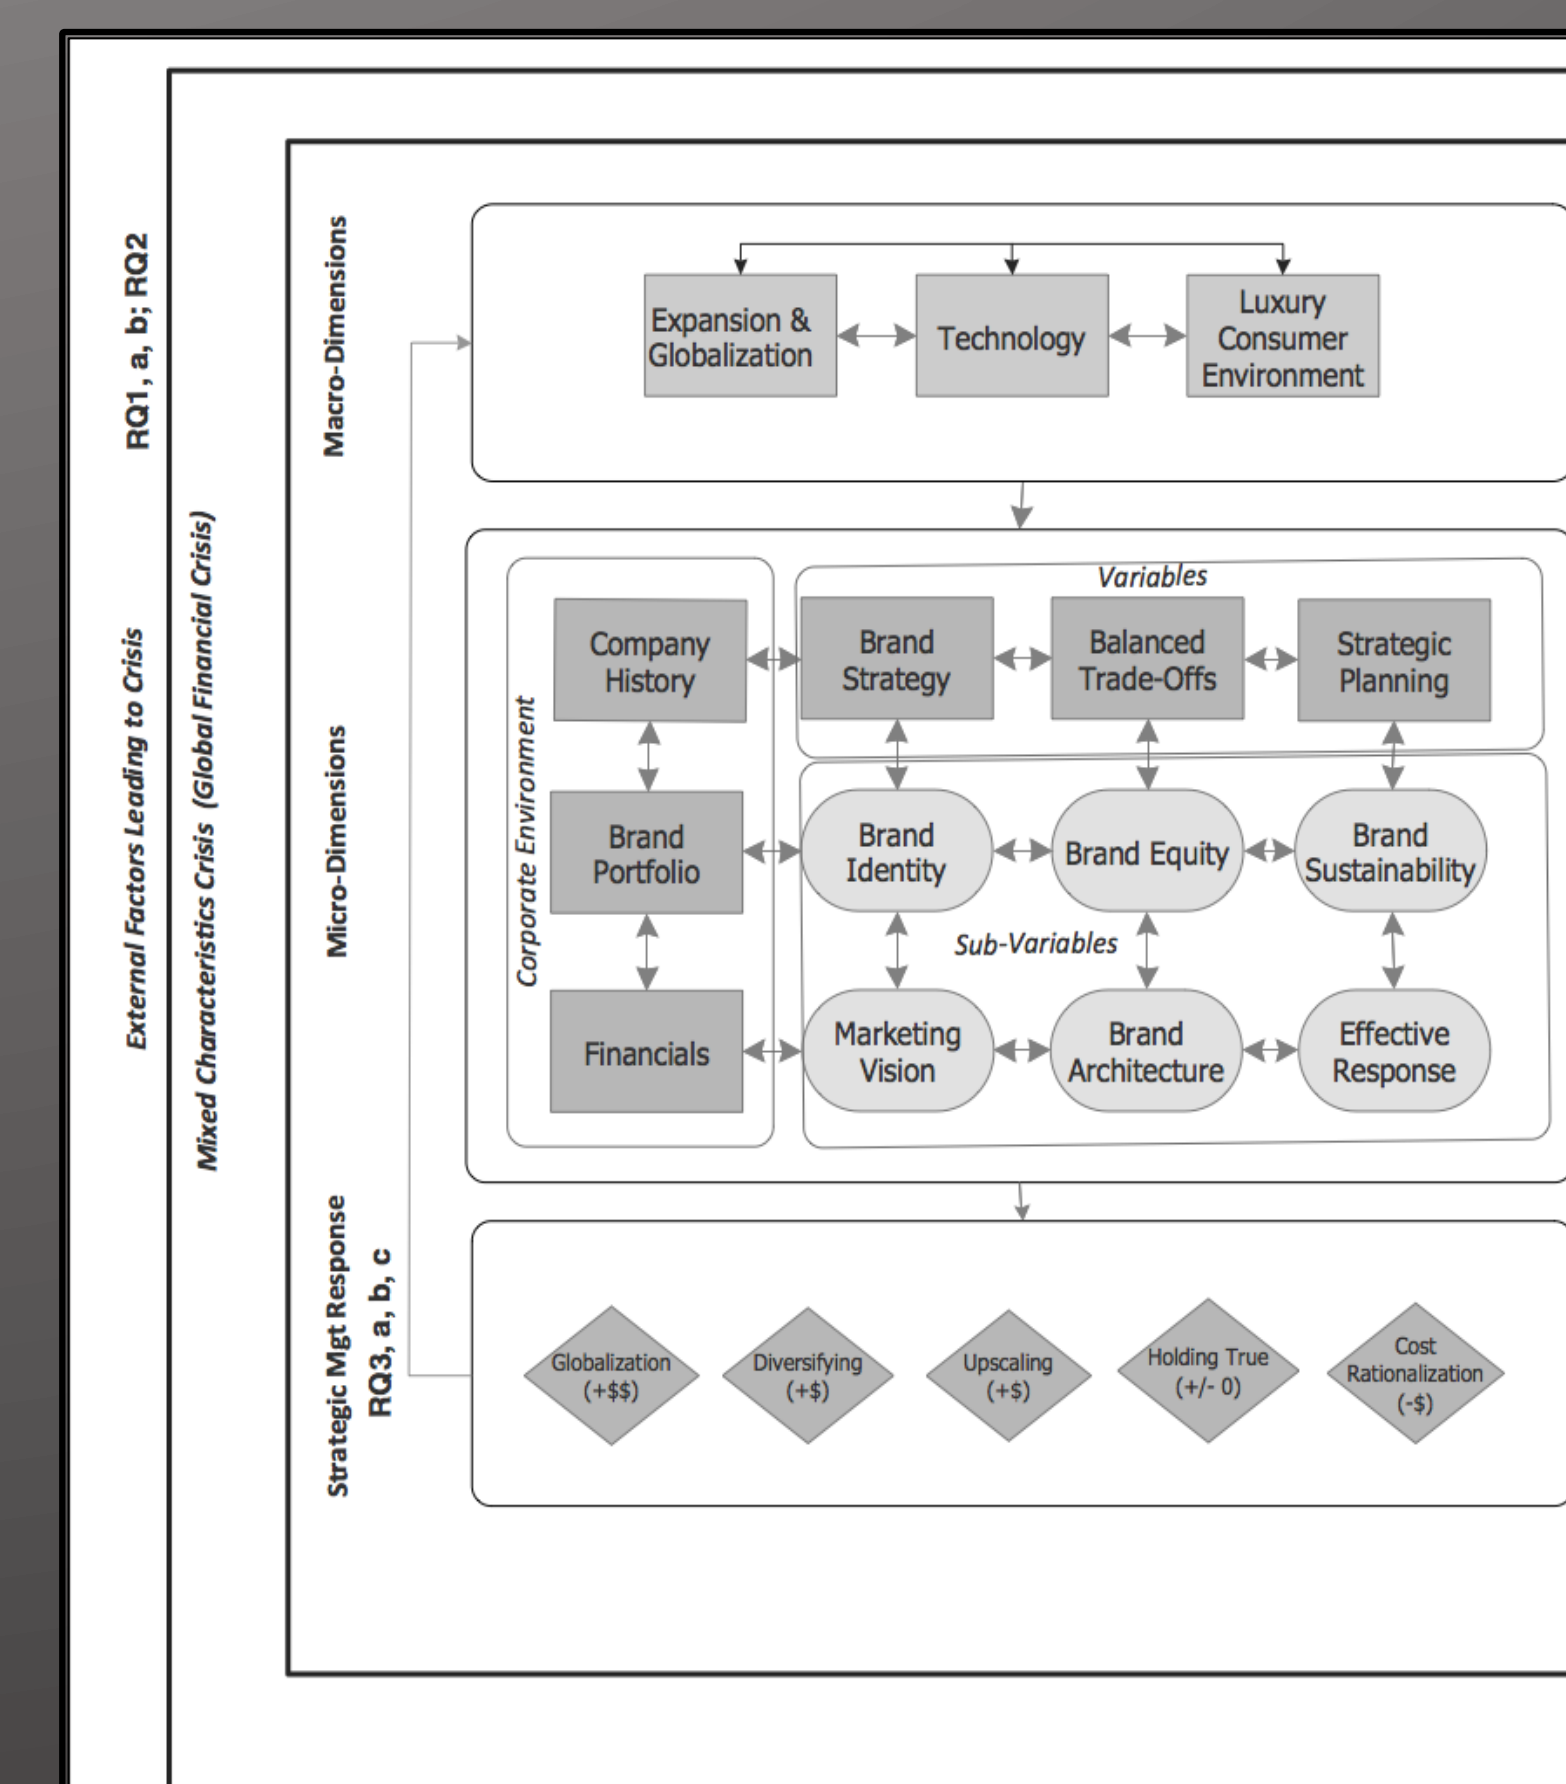 RQ1, a, b; RQ2
External Factors Leading to Crisis
Mixed Characteristics Crisis (Global Financial Crisis)
Macro-Dimensions
Expansion &
Globalization
Technology
Luxury
Consumer
Environment
Micro-Dimensions
Corporate Environment
Company
History
Brand
Portfolio
Financials
Variables
Brand
Strategy
Balanced
Trade-Offs
Strategic
Planning
Brand
Identity
Brand Equity
Brand
Sustainability
Sub-Variables
Marketing
Vision
Brand
Architecture
Effective
Response
Strategic Mgt Response
RQ3, a, b, c
Globalization
(+$$)
Diversifying
(+$)
Upscaling
(+$)
Holding True
(+/- 0)
Cost
Rationalization
(-$)